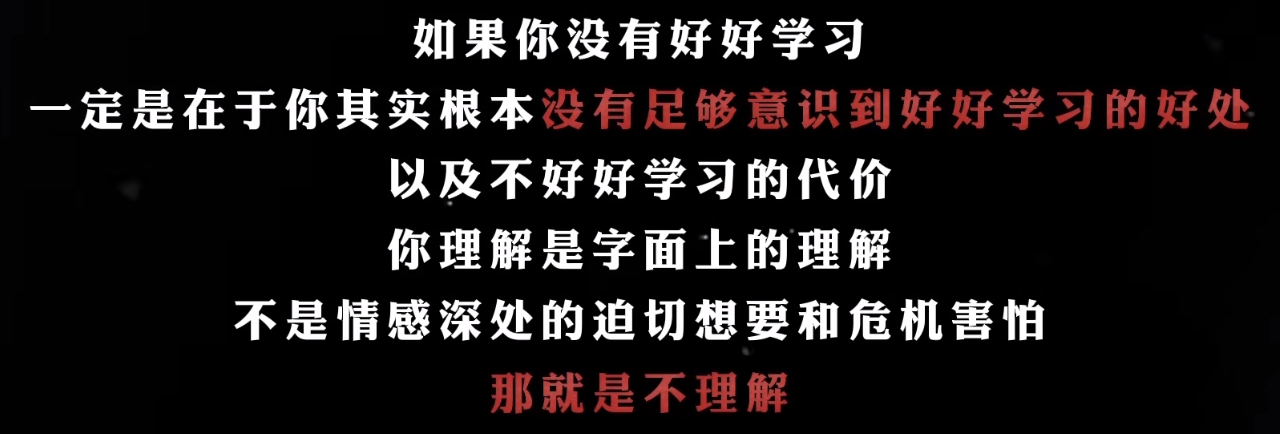 如果你没有好好学习
一定是在于你其实根本没有足够意识到好好学习的好处
以及不好好学习的代价
你理解是字面上的理解
不是情感深处的迫切想要和危机害怕
那就是不理解